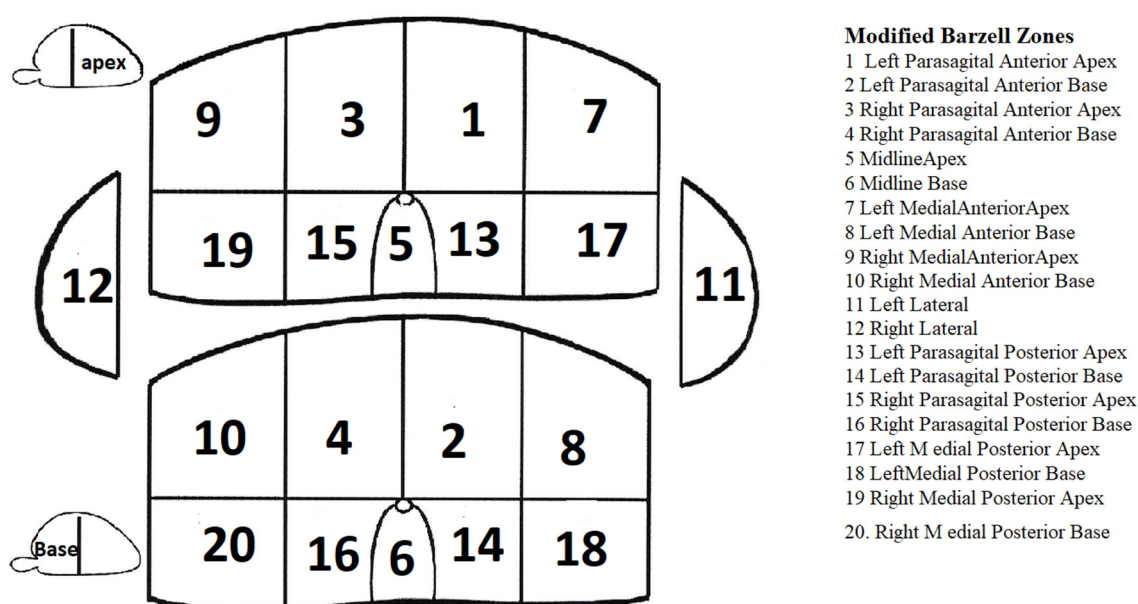 apex
9 3 1 7
19 15 5 13 17
12
11
10 4 2 8
20 16 6 14 18
Base
Modified Barzell Zones
1 Left Parasagital Anterior Apex
2 Left Parasagital Anterior Base
3 Right Parasagital Anterior Apex
4 Right Parasagital Anterior Base
5 MidlineApex
6 Midline Base
7 Left MedialAnteriorApex
8 Left Medial Anterior Base
9 Right MedialAnteriorApex
10 Right Medial Anterior Base
11 Left Lateral
12 Right Lateral
13 Left Parasagital Posterior Apex
14 Left Parasagital Posterior Base
15 Right Parasagital Posterior Apex
16 Right Parasagital Posterior Base
17 Left M edial Posterior Apex
18 LeftMedial Posterior Base
19 Right Medial Posterior Apex
20. Right M edial Posterior Base